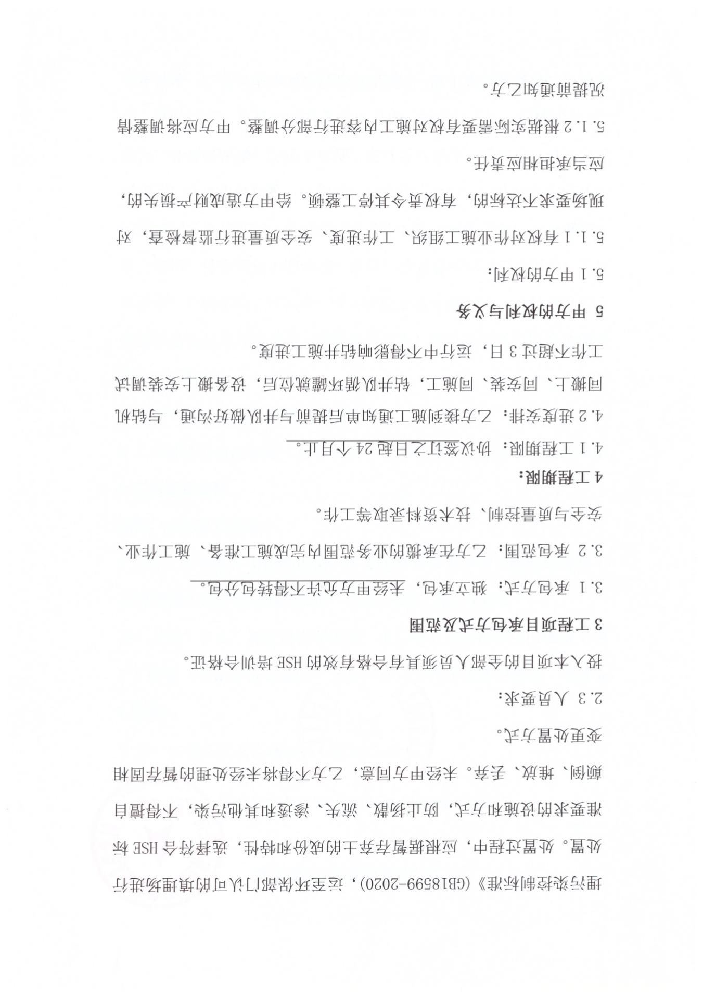 理污染控制标准》(GB18599-2020)，运至环保部门认可的填埋场进行
处置。处置过程中，应根据暂存弃土的成份和特性，选择符合 HSE 标
准要求的设施和方式，防止扬散、流失、渗透和其他污染，不得擅自
颠倒、堆放、丢弃。未经甲方同意，乙方不得将未经处理的暂存固相
变更处置方式。
2.3 人员要求：
投入本项目的全部人员须具有合格有效的 HSE 培训合格证。
3 工程项目承包方式及范围
3.1 承包方式：独立承包，未经甲方允许不得转包分包。
3.2 承包范围：乙方在承揽的业务范围内完成施工准备、施工作业、
安全与质量控制、技术资料录取等工作。
4 工程期限：
4.1 工程期限：协议签订之日起 24 个月止。
4.2 进度安排：乙方接到施工通知单后提前与井队做好沟通，与钻机
同搬上、同安装、同施工，钻井队循环罐就位后，设备搬上安装调试
工作不超过 3 日，运行中不得影响钻井施工进度。
5 甲方的权利与义务
5.1 甲方的权利：
5.1.1 有权对作业施工组织、工作进度、安全质量进行监督检查，对
现场要求不达标的，有权责令其停工整顿。给甲方造成财产损失的，
应当承担相应责任。
5.1.2 根据实际需要有权对施工内容进行部分调整。甲方应将调整情
况提前通知乙方。